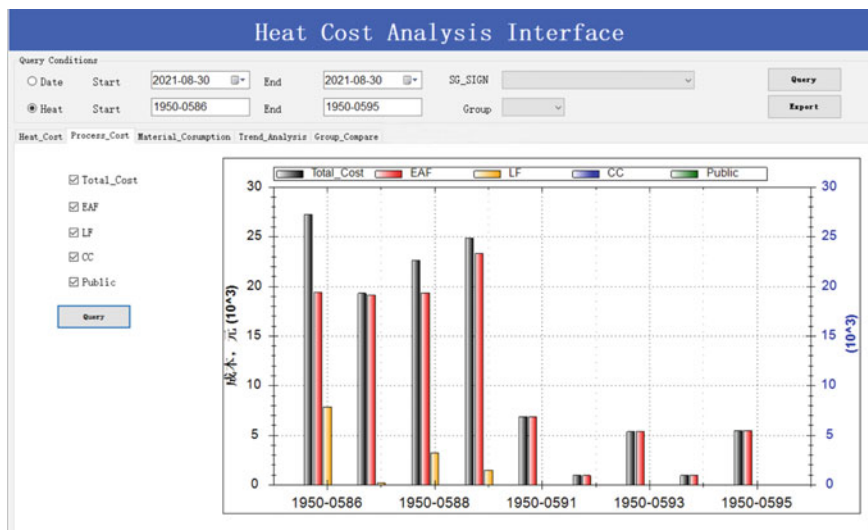 Heat Cost Analysis Interface
Query Conditions
Date Start 2021-08-30 End 2021-08-30 SG_SIGN Query
Heat Start 1950-0586 End 1950-0595 Group Export
Heat_Cost Process_Cost Material_Cosumption Trend_Analysis Group_Compare
Total_Cost
EAF
LF
CC
Public
Query
Total_Cost EAF LF CC Public
30 30
25 25
20 20
15 15
10 10
5 5
0 0
成本, 元 (10^3)
(10^3)
1950-0586 1950-0588 1950-0591 1950-0593 1950-0595